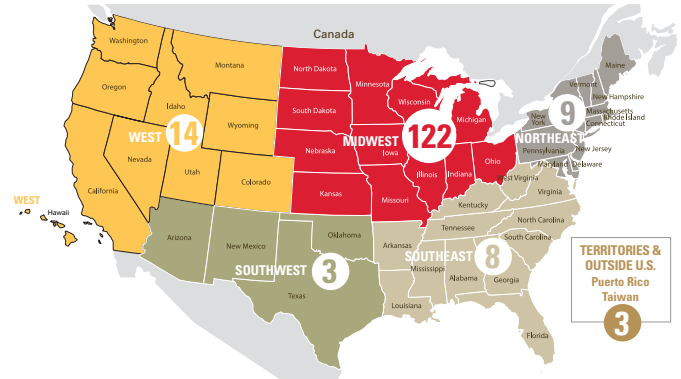 Canada
Washington
Montana
North Dakota
Minnesota
Maine
Oregon
Idaho
Wyoming
South Dakota
Wisconsin
Michigan
Vermont
New Hampshire
New
York
9
Massachusetts
Rhode Island
Connecticut
NORTHEAST
WEST 14
MIDWEST 122
Nevada
Utah
Colorado
Nebraska
Iowa
Illinois
Indiana
Ohio
Pennsylvania
New Jersey
Maryland
Delaware
West Virginia
Virginia
California
Kansas
Missouri
Kentucky
WEST
Hawaii
Arizona
New Mexico
Oklahoma
Arkansas
Tennessee
North Carolina
South Carolina
SOUTHWEST 3
Texas
SOUTHEAST 8
Mississippi
Alabama
Georgia
Louisiana
Florida
TERRITORIES &
OUTSIDE U.S.
Puerto Rico
Taiwan
3